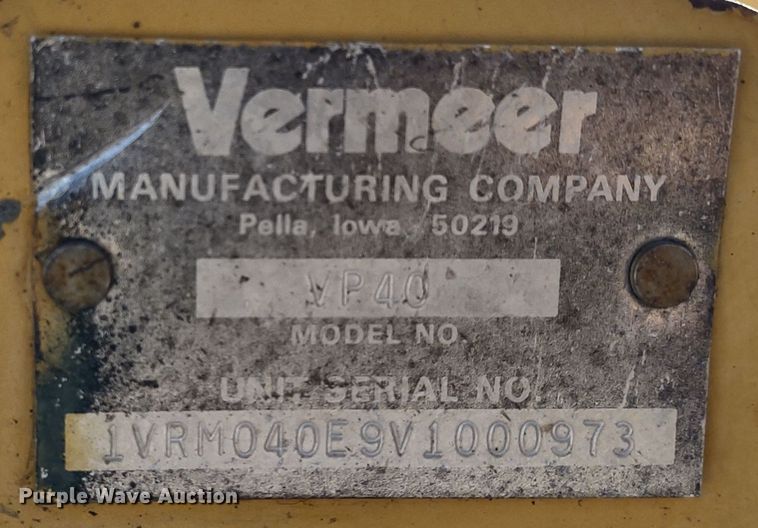 Vermeer
MANUFACTURING COMPANY
Pella, Iowa 50219
VP40
MODEL NO.
UNIT SERIAL NO.
1VRM040E9V1000973
Purple Wave Auction